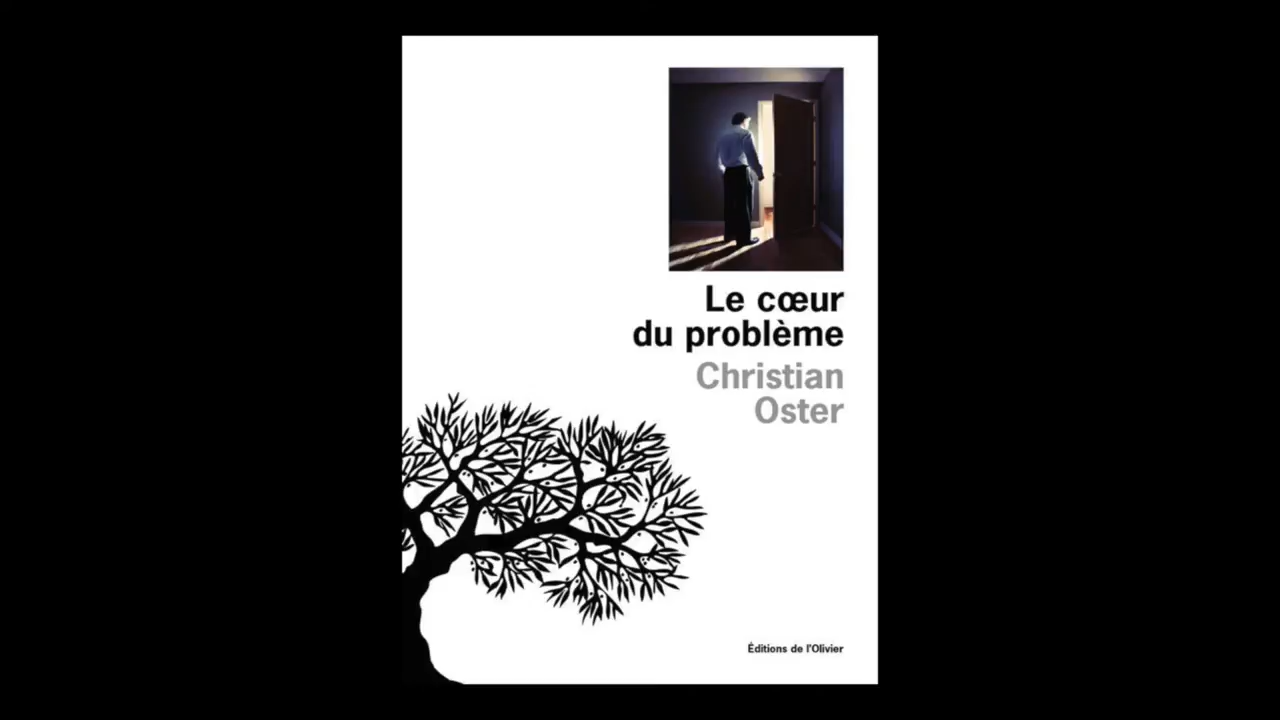 Le cœur
du problème
Christian
Oster
Éditions de l'Olivier